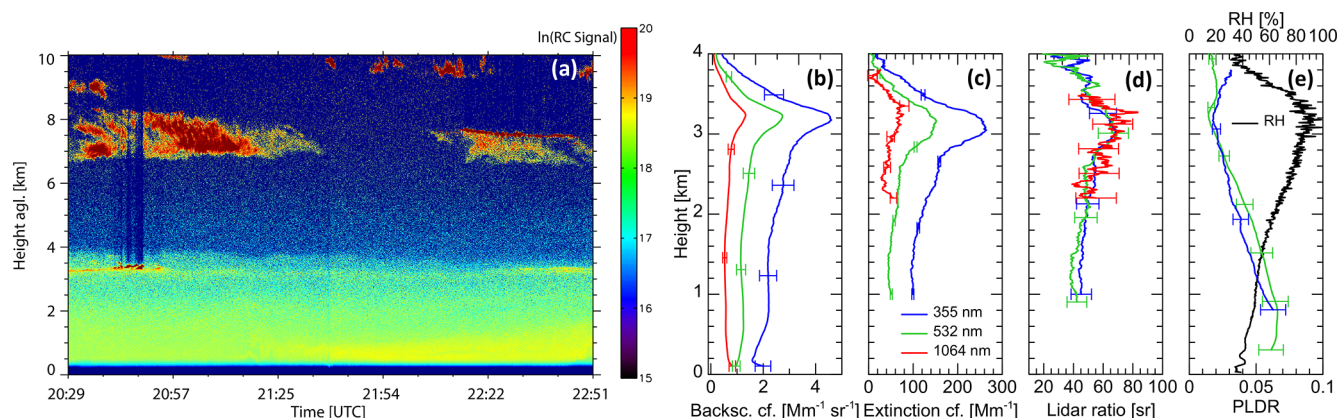 ln(RC Signal)
10
8
6
4
2
0
Height agl. [km]
(a)
20:29
20:57
21:25
21:54
22:22
22:51
Time [UTC]
20
19
18
17
16
15
4
3
2
1
0
Height [km]
(b)
0
2
4
Backsc. cf. [Mm⁻¹ sr⁻¹]
(c)
355 nm
532 nm
1064 nm
0
100
200
300
Extinction cf. [Mm⁻¹]
(d)
20
40
60
80
100
Lidar ratio [sr]
RH [%]
0
20
40
60
80
100
(e)
RH
0.05
0.1
PLDR